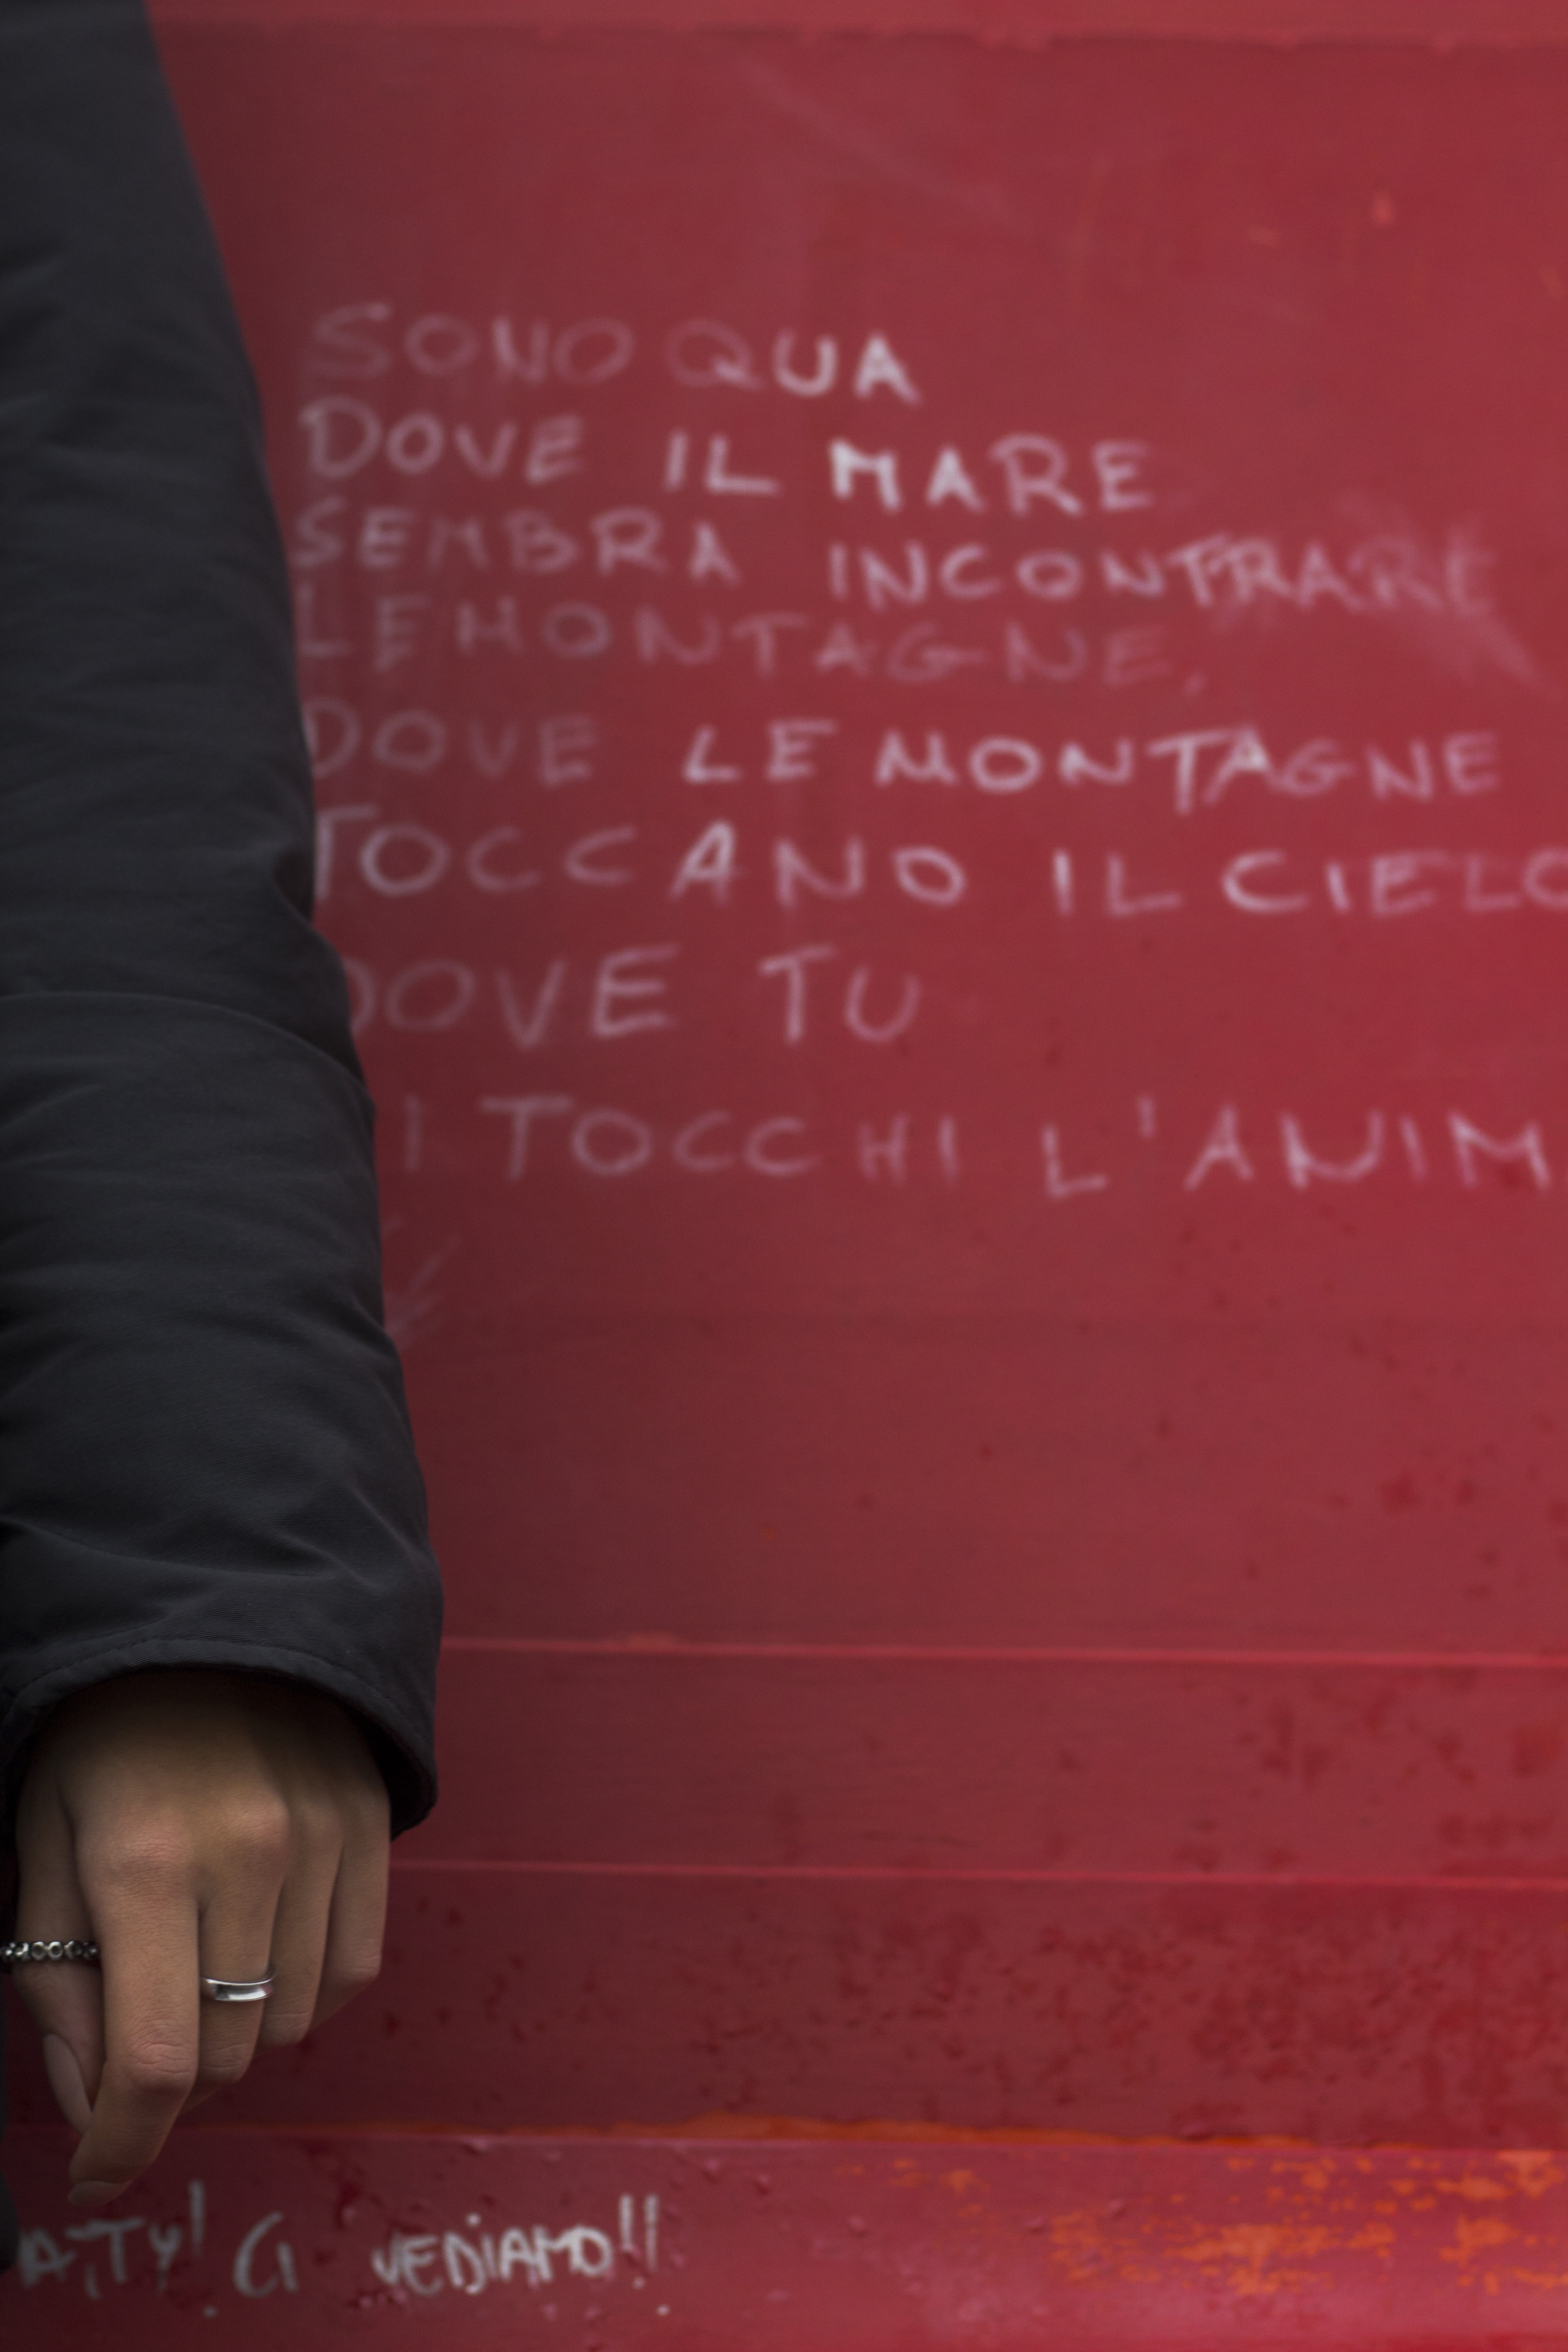 SONO QUA
DOVE IL MARE
SEMBRA INCONTRARE
LE MONTAGNE,
DOVE LE MONTAGNE
TOCCANO IL CIELO
DOVE TU
I TOCCHI L'ANIM
CI VEDIAMO!!